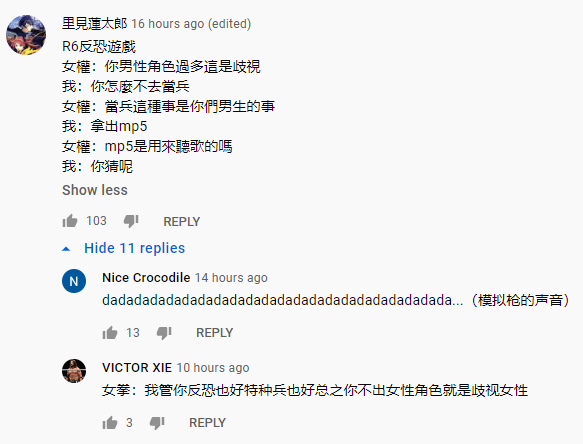 里見蓮太郎 16 hours ago (edited)
R6反恐遊戲
女權：你男性角色過多這是歧視
我：你怎麼不去當兵
女權：當兵這種事是你們男生的事
我：拿出mp5
女權：mp5是用來聽歌的嗎
我：你猜呢
Show less
103 REPLY
Hide 11 replies
N
Nice Crocodile 14 hours ago
dadadadadadadadadadadadadadadadadadadadadadada...（模拟枪的声音）
13 REPLY
VICTOR XIE 10 hours ago
女拳：我管你反恐也好特种兵也好总之你不出女性角色就是歧视女性
3 REPLY